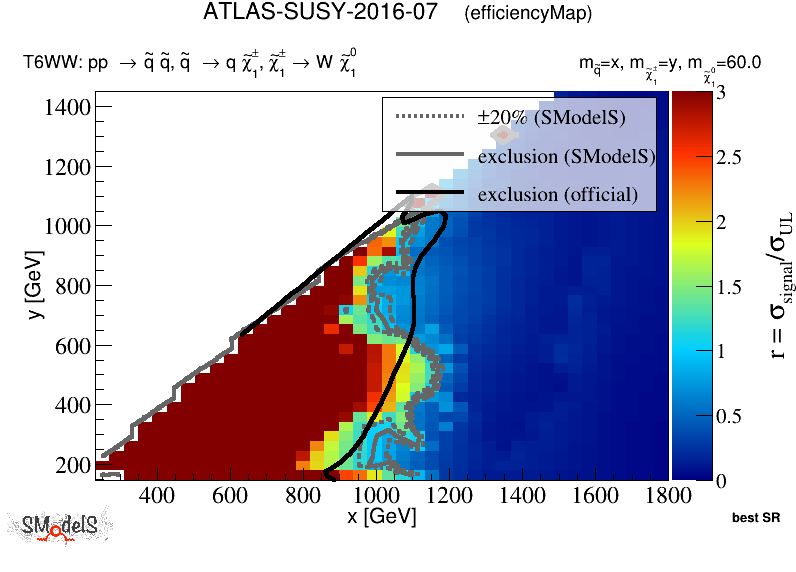 ATLAS-SUSY-2016-07 (efficiencyMap)
T6WW: pp → q̃ q̃, q̃ → q χ̃₁±, χ̃₁± → W χ̃₁⁰
m_q̃=x, m_χ̃₁±=y, m_χ̃₁⁰=60.0
±20% (SModelS)
exclusion (SModelS)
exclusion (official)
1400
1200
1000
800
600
400
200
y [GeV]
400 600 800 1000 1200 1400 1600 1800
x [GeV]
3
2.5
2
1.5
1
0.5
0
r = σ_signal/σ_UL
best SR
SModelS